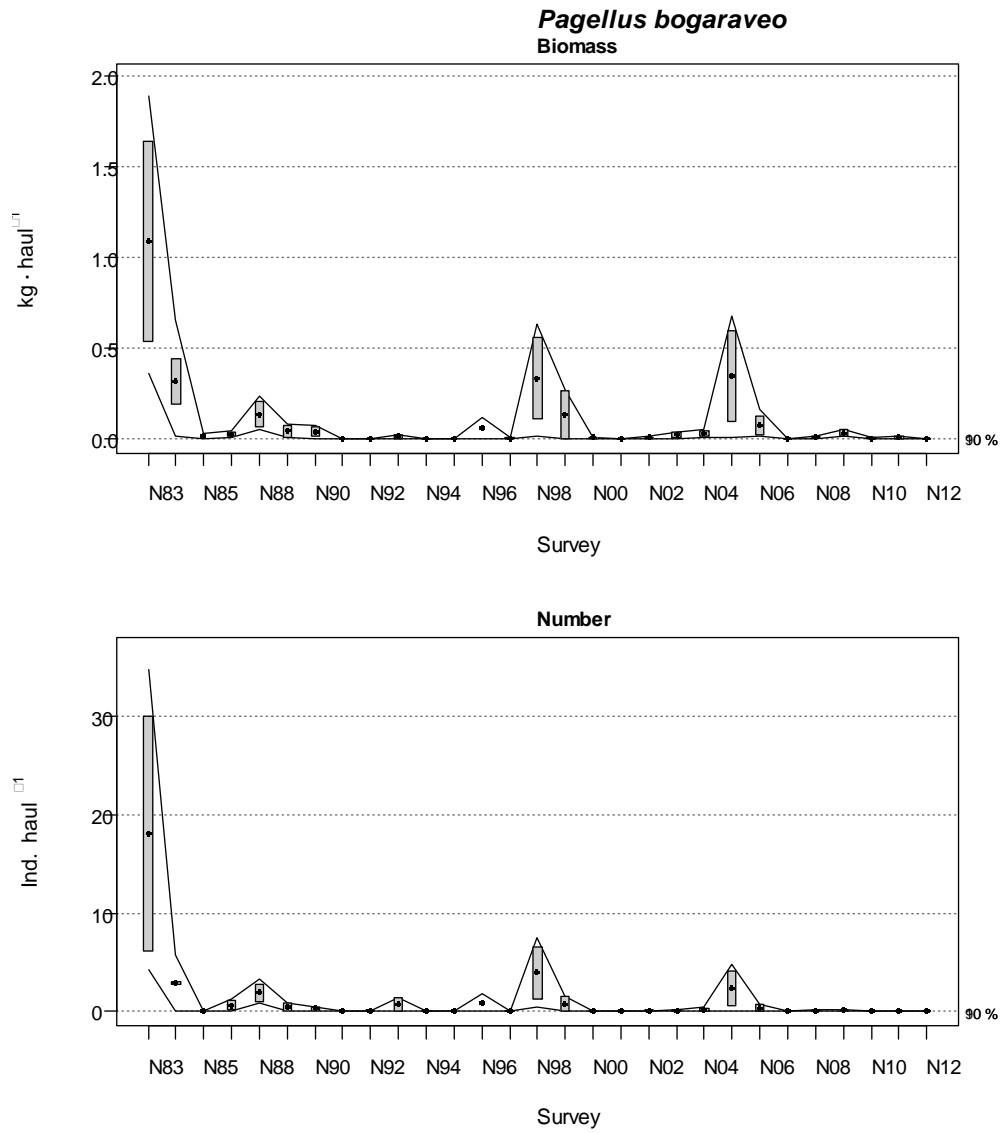 Pagellus bogaraveo
Biomass
2.0
1.5
1.0
0.5
0.0
kg · haul
N83 N85 N88 N90 N92 N94 N96 N98 N00 N02 N04 N06 N08 N10 N12
Survey
Number
30
20
10
0
Ind. haul
N83 N85 N88 N90 N92 N94 N96 N98 N00 N02 N04 N06 N08 N10 N12
Survey